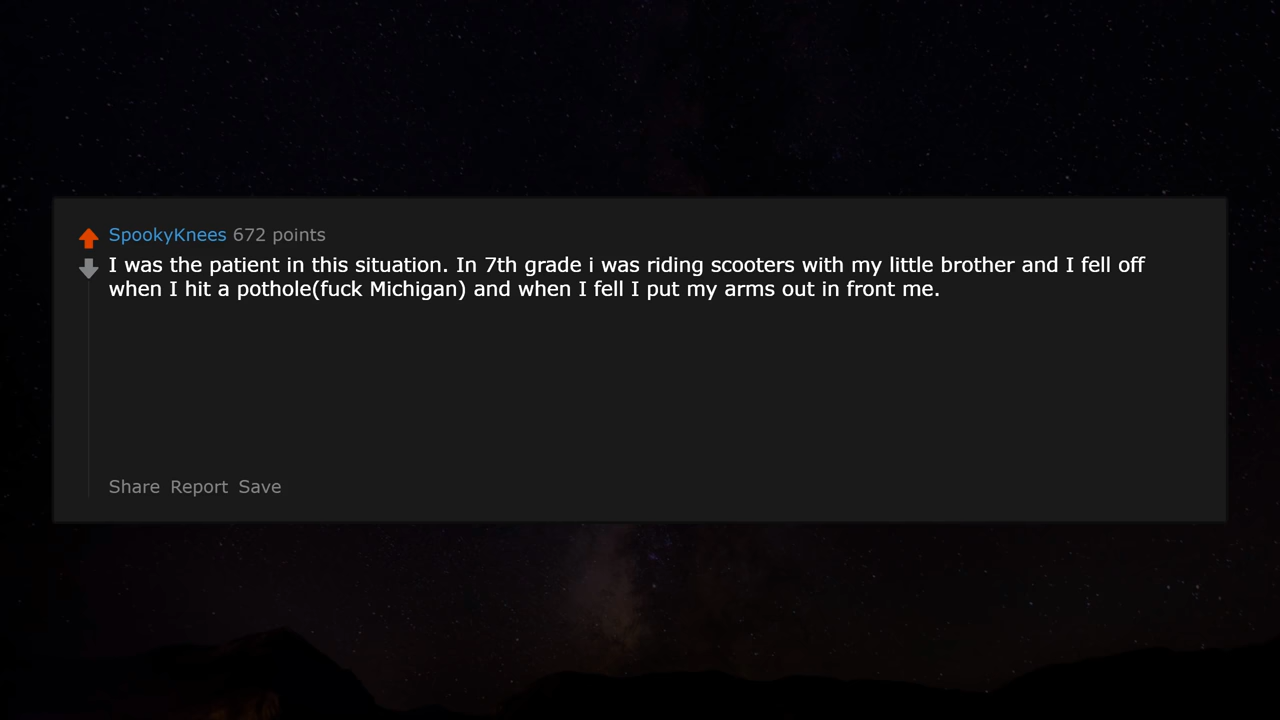 SpookyKnees 672 points
I was the patient in this situation. In 7th grade i was riding scooters with my little brother and I fell off
when I hit a pothole(fuck Michigan) and when I fell I put my arms out in front me.
Share Report Save